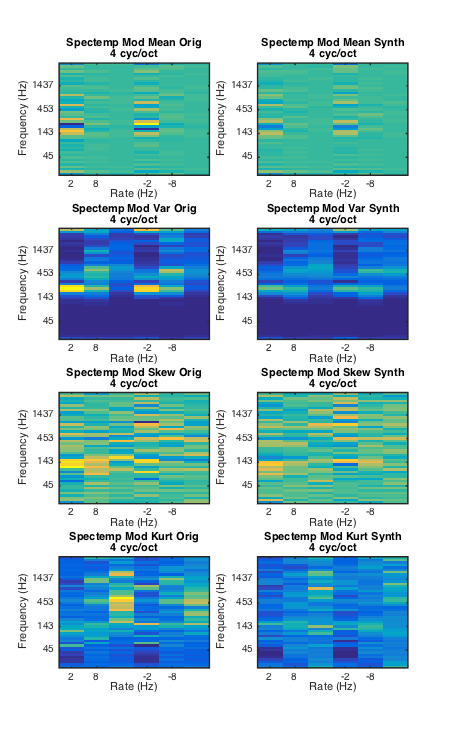 Spectemp Mod Mean Orig
4 cyc/oct
Frequency (Hz)
1437
453
143
45
2 8 -2 -8
Rate (Hz)
Spectemp Mod Mean Synth
4 cyc/oct
Frequency (Hz)
1437
453
143
45
2 8 -2 -8
Rate (Hz)
Spectemp Mod Var Orig
4 cyc/oct
Frequency (Hz)
1437
453
143
45
2 8 -2 -8
Rate (Hz)
Spectemp Mod Var Synth
4 cyc/oct
Frequency (Hz)
1437
453
143
45
2 8 -2 -8
Rate (Hz)
Spectemp Mod Skew Orig
4 cyc/oct
Frequency (Hz)
1437
453
143
45
2 8 -2 -8
Rate (Hz)
Spectemp Mod Skew Synth
4 cyc/oct
Frequency (Hz)
1437
453
143
45
2 8 -2 -8
Rate (Hz)
Spectemp Mod Kurt Orig
4 cyc/oct
Frequency (Hz)
1437
453
143
45
2 8 -2 -8
Rate (Hz)
Spectemp Mod Kurt Synth
4 cyc/oct
Frequency (Hz)
1437
453
143
45
2 8 -2 -8
Rate (Hz)